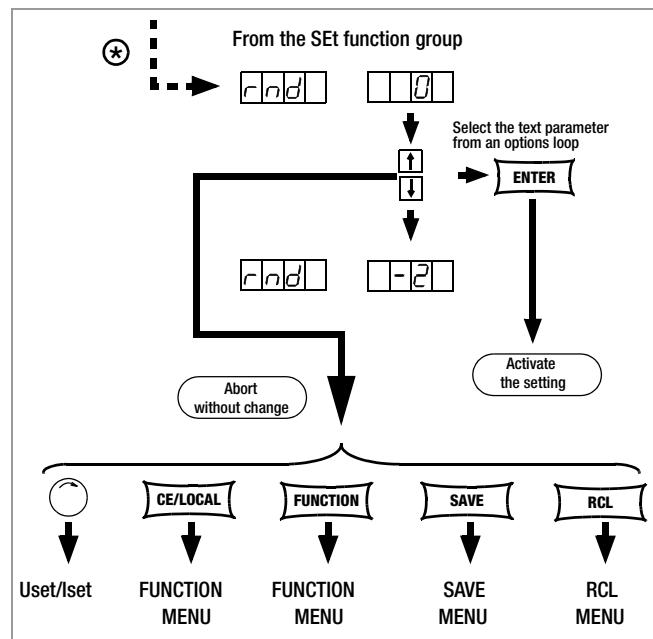 From the SEt function group
rnd 0
Select the text parameter
from an options loop
ENTER
rnd -2
Activate
the setting
Abort
without change
CE/LOCAL FUNCTION SAVE RCL
Uset/Iset FUNCTION FUNCTION SAVE RCL
MENU MENU MENU MENU